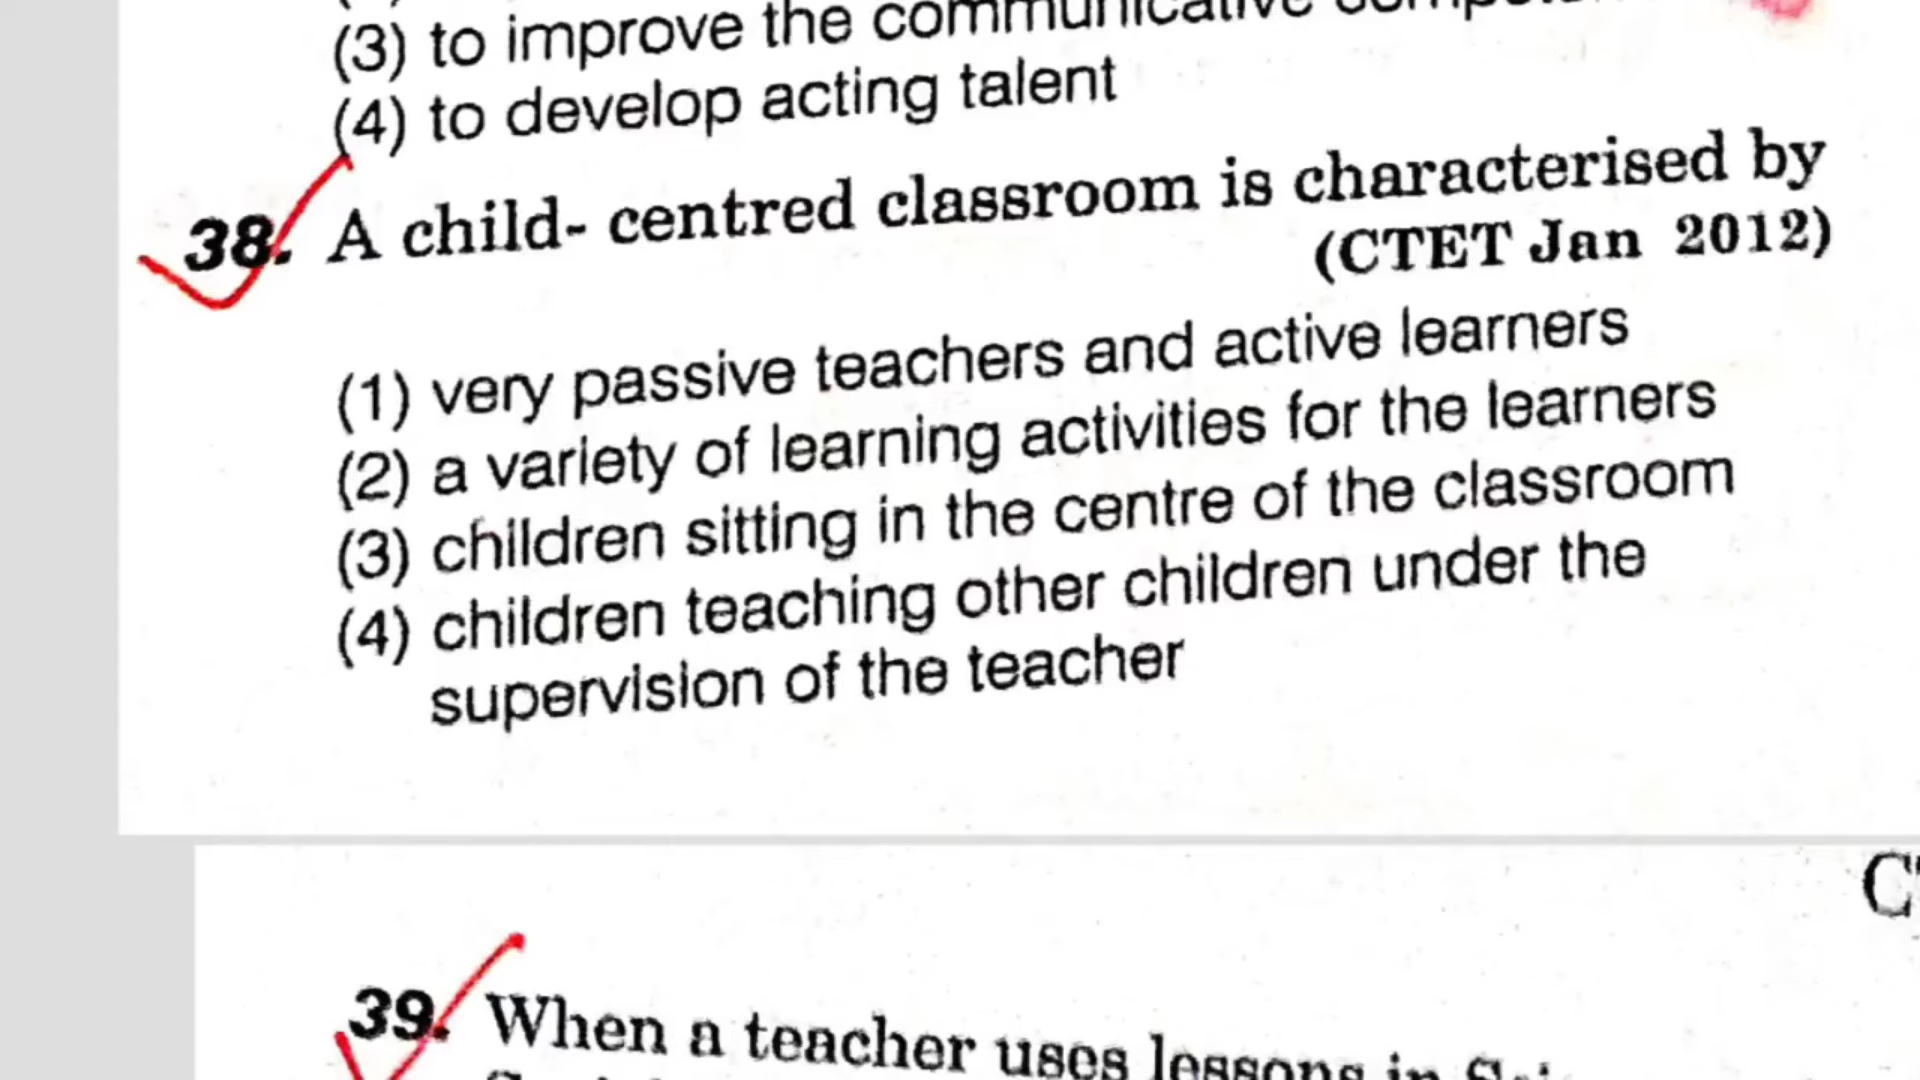 (3) to improve the communicative
(4) to develop acting talent
38. A child- centred classroom is characterised by
(CTET Jan 2012)
(1) very passive teachers and active learners
(2) a variety of learning activities for the learners
(3) children sitting in the centre of the classroom
(4) children teaching other children under the
supervision of the teacher
39. When a teacher uses lessons in